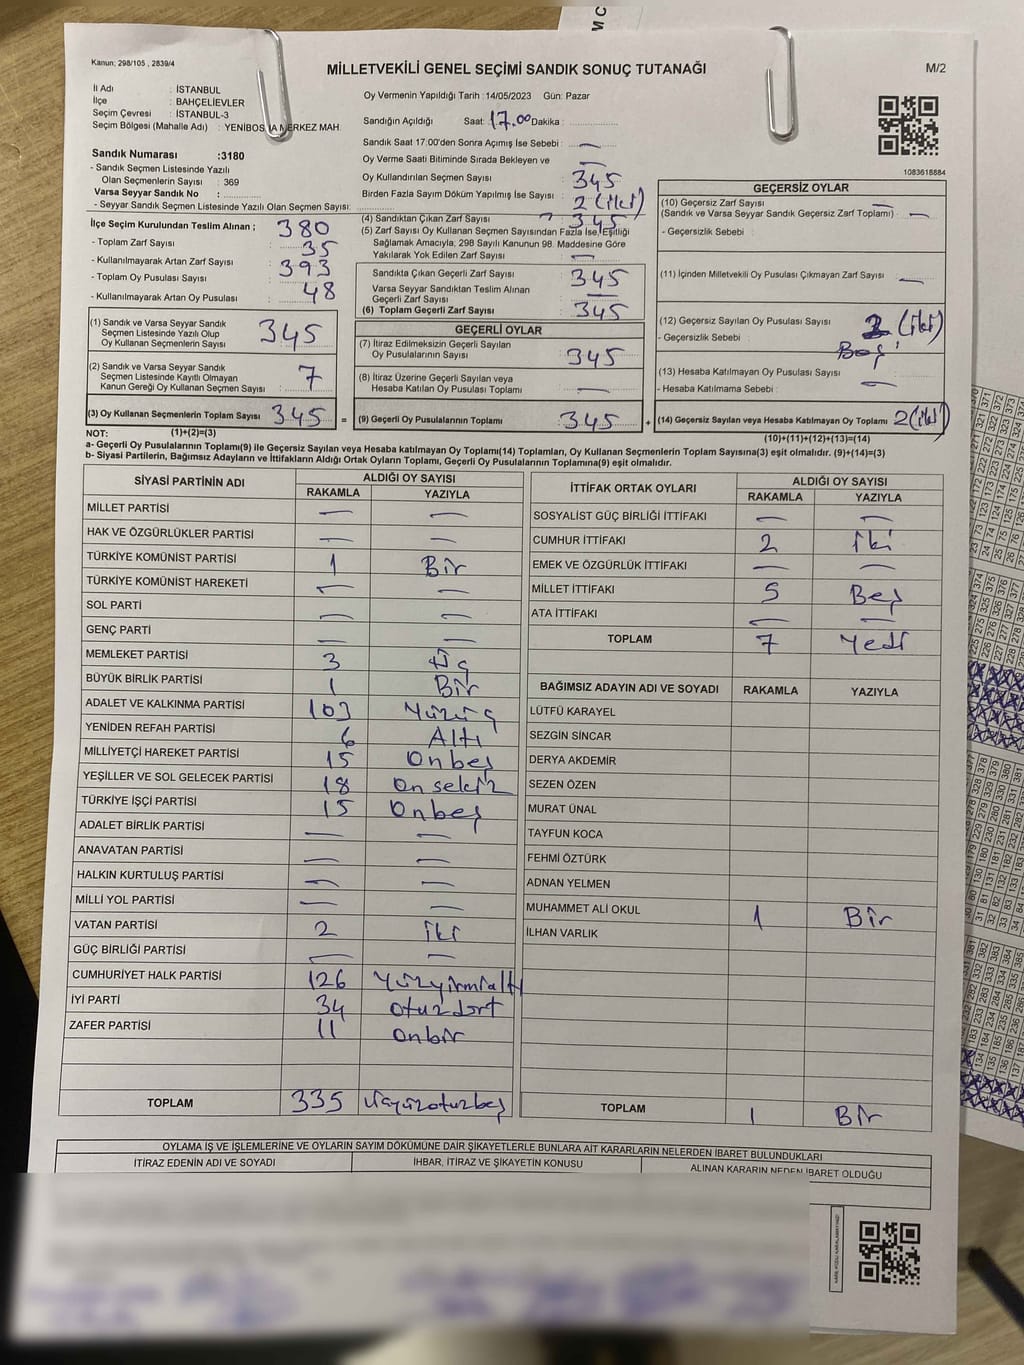 Kanun: 298/105 , 2839/4
MİLLETVEKİLİ GENEL SEÇİMİ SANDIK SONUÇ TUTANAĞI
M/2
İl Adı : İSTANBUL
İlçe : BAHÇELİEVLER
Seçim Çevresi : İSTANBUL-3
Seçim Bölgesi (Mahalle Adı) : YENİBOS A MERKEZ MAH.
Sandık Numarası :3180
- Sandık Seçmen Listesinde Yazılı
Olan Seçmenlerin Sayısı : 369
Varsa Seyyar Sandık No :
- Seyyar Seçmen Listesinde Yazılı Olan Seçmen Sayısı:
Oy Vermenin Yapıldığı Tarih :14/05/2023 Gün: Pazar
Sandığın Açıldığı Saat: 17.00 Dakika :
Sandık Saat 17.00'den Sonra Açımış İse Sebebi : —
Oy Verme Saati Bitiminde Sırada Bekleyen ve —
Oy Kullandırılan Seçmen Sayısı : 345
Birden Fazla Sayım Döküm Yapılmış İse Sayısı : 2 (iki)
(4) Sandıktan Çıkan Zarf Sayısı : 345
(5) Zarf Sayısı Oy Kullanan Seçmen Sayısından Fazla İse, Eşitliği
Sağlamak Amacıyla, 298 Sayılı Kanunun 98. Maddesine Göre
Yakılarak Yok Edilen Zarf Sayısı : —
Sandıkta Çıkan Geçerli Zarf Sayısı : 345
Varsa Seyyar Sandıktan Teslim Alınan
Geçerli Zarf Sayısı : —
(6) Toplam Geçerli Zarf Sayısı : 345
1083618884
GEÇERSİZ OYLAR
(10) Geçersiz Zarf Sayısı : —
(Sandık ve Varsa Seyyar Sandık Geçersiz Zarf Toplamı) : —
- Geçersizlik Sebebi :
(11) İçinden Milletvekili Oy Pusulası Çıkmayan Zarf Sayısı : —
(12) Geçersiz Sayılan Oy Pusulası Sayısı : 2 (iki)
- Geçersizlik Sebebi : Boş
(13) Hesaba Katılmayan Oy Pusulası Sayısı :
- Hesaba Katılmama Sebebi : —
(14) Geçersiz Sayılan veya Hesaba Katılmayan Oy Toplamı 2 (iki)
(10)+(11)+(12)+(13)=(14)
İlçe Seçim Kurulundan Teslim Alınan ;
- Toplam Zarf Sayısı : 380
- Kullanılmayarak Artan Zarf Sayısı : 35
- Toplam Oy Pusulası Sayısı : 393
- Kullanılmayarak Artan Oy Pusulası : 48
(1) Sandık ve Varsa Seyyar Sandık
Seçmen Listesinde Yazılı Olup
Oy Kullanan Seçmenlerin Sayısı : 345
(2) Sandık ve Varsa Seyyar Sandık
Seçmen Listesinde Kayıtlı Olmayan
Kanun Gereği Oy Kullanan Seçmen Sayısı : 7
(3) Oy Kullanan Seçmenlerin Toplam Sayısı : 345 =
(1)+(2)=(3)
GEÇERLİ OYLAR
(7) İtiraz Edilmeksizin Geçerli Sayılan
Oy Pusulalarının Sayısı : 345
(8) İtiraz Üzerine Geçerli Sayılan veya
Hesaba Katılan Oy Pusulası Toplamı : —
(9) Geçerli Oy Pusulalarının Toplamı : 345 +
NOT:
a- Geçerli Oy Pusulalarının Toplamı(9) ile Geçersiz Sayılan veya Hesaba katılmayan Oy Toplamı(14) Toplamları, Oy Kullanan Seçmenlerin Toplam Sayısına(3) eşit olmalıdır. (9)+(14)=(3)
b- Siyasi Partilerin, Bağımsız Adayların ve İttifakların Aldığı Ortak Oyların Toplamı, Geçerli Oy Pusulalarının Toplamına(9) eşit olmalıdır.
SİYASİ PARTİNİN ADI ALDIĞI OY SAYISI
RAKAMLA YAZIYLA
MİLLET PARTİSİ — —
HAK VE ÖZGÜRLÜKLER PARTİSİ — —
TÜRKİYE KOMÜNİST PARTİSİ 1 Bir
TÜRKİYE KOMÜNİST HAREKETİ — —
SOL PARTİ — —
GENÇ PARTİ — —
MEMLEKET PARTİSİ 3 Üç
BÜYÜK BİRLİK PARTİSİ 1 Bir
ADALET VE KALKINMA PARTİSİ 103 Yüzüç
YENİDEN REFAH PARTİSİ 6 Altı
MİLLİYETÇİ HAREKET PARTİSİ 15 Onbeş
YEŞİLLER VE SOL GELECEK PARTİSİ 18 Onsekiz
TÜRKİYE İŞÇİ PARTİSİ 15 Onbeş
ADALET BİRLİK PARTİSİ — —
ANAVATAN PARTİSİ — —
HALKIN KURTULUŞ PARTİSİ — —
MİLLİ YOL PARTİSİ — —
VATAN PARTİSİ 2 iki
GÜÇ BİRLİĞİ PARTİSİ — —
CUMHURİYET HALK PARTİSİ 126 Yüzyirmialtı
İYİ PARTİ 34 otuzdört
ZAFER PARTİSİ 11 onbir
TOPLAM 335 üçyüzotuzbeş
İTTİFAK ORTAK OYLARI ALDIĞI OY SAYISI
RAKAMLA YAZIYLA
SOSYALİST GÜÇ BİRLİĞİ İTTİFAKI — —
CUMHUR İTTİFAKI 2 iki
EMEK VE ÖZGÜRLÜK İTTİFAKI — —
MİLLET İTTİFAKI 5 Beş
ATA İTTİFAKI — —
TOPLAM 7 Yedi
BAĞIMSIZ ADAYIN ADI VE SOYADI RAKAMLA YAZIYLA
LÜTFÜ KARAYEL
SEZGİN SİNCAR
DERYA AKDEMİR
SEZEN ÖZEN
MURAT ÜNAL
TAYFUN KOCA
FEHMİ ÖZTÜRK
ADNAN YELMEN
MUHAMMET ALİ OKUL 1 Bir
İLHAN VARLIK
TOPLAM 1 Bir
OYLAMA İŞ VE İŞLEMLERİNE VE OYLARIN SAYIM DÖKÜMÜNE DAİR ŞİKAYETLERLE BUNLARA AİT KARARLARIN NELERDEN İBARET BULUNDUKLARI
İTİRAZ EDENİN ADI VE SOYADI İHBAR, İTİRAZ VE ŞİKAYETİN KONUSU ALINAN KARARIN NEDEN İBARET OLDUĞU